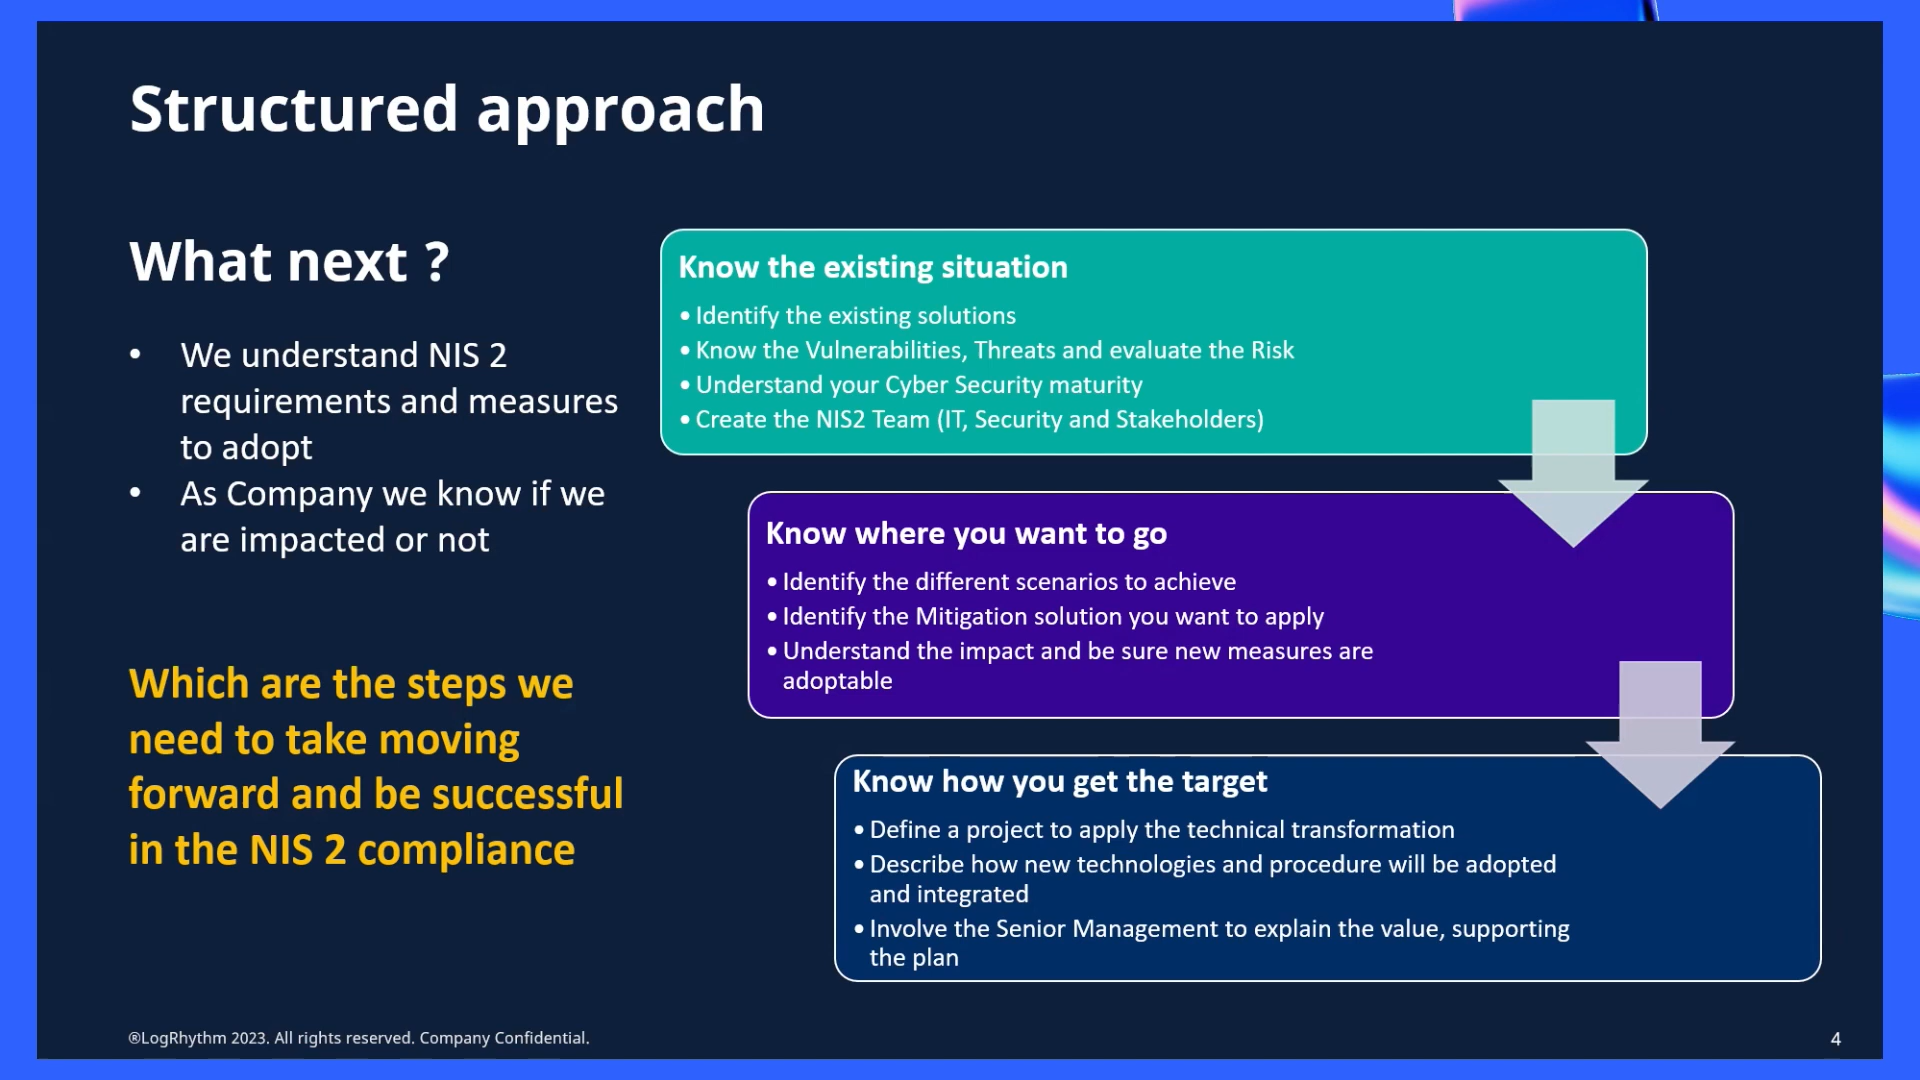 Structured approach
What next ?
• We understand NIS 2
requirements and measures
to adopt
• As Company we know if we
are impacted or not
Which are the steps we
need to take moving
forward and be successful
in the NIS 2 compliance
Know the existing situation
• Identify the existing solutions
• Know the Vulnerabilities, Threats and evaluate the Risk
• Understand your Cyber Security maturity
• Create the NIS2 Team (IT, Security and Stakeholders)
Know where you want to go
• Identify the different scenarios to achieve
• Identify the Mitigation solution you want to apply
• Understand the impact and be sure new measures are
adoptable
Know how you get the target
• Define a project to apply the technical transformation
• Describe how new technologies and procedure will be adopted
and integrated
• Involve the Senior Management to explain the value, supporting
the plan
®LogRhythm 2023. All rights reserved. Company Confidential.
4